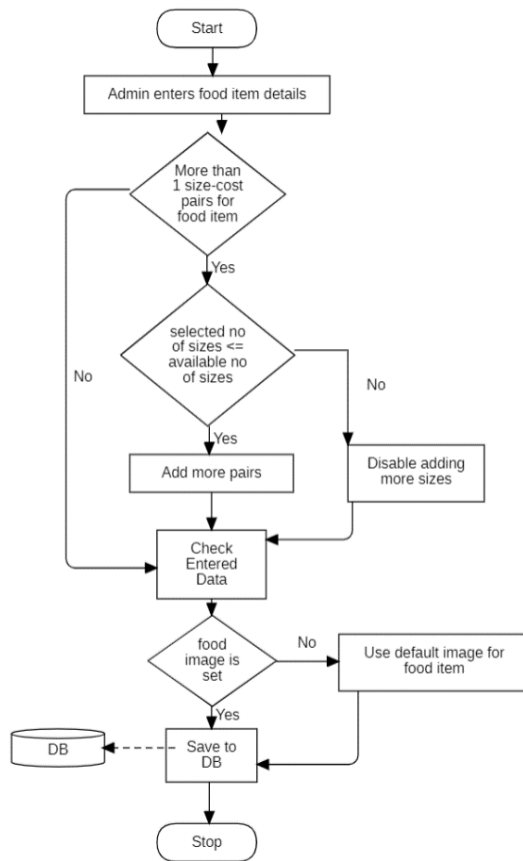 Start
Admin enters food item details
More than
1 size-cost
pairs for
food item
Yes
selected no
of sizes <=
available no
of sizes
No
No
Yes
Add more pairs
Disable adding
more sizes
Check
Entered
Data
food
image is
set
No
Use default image for
food item
Yes
DB
Save to
DB
Stop